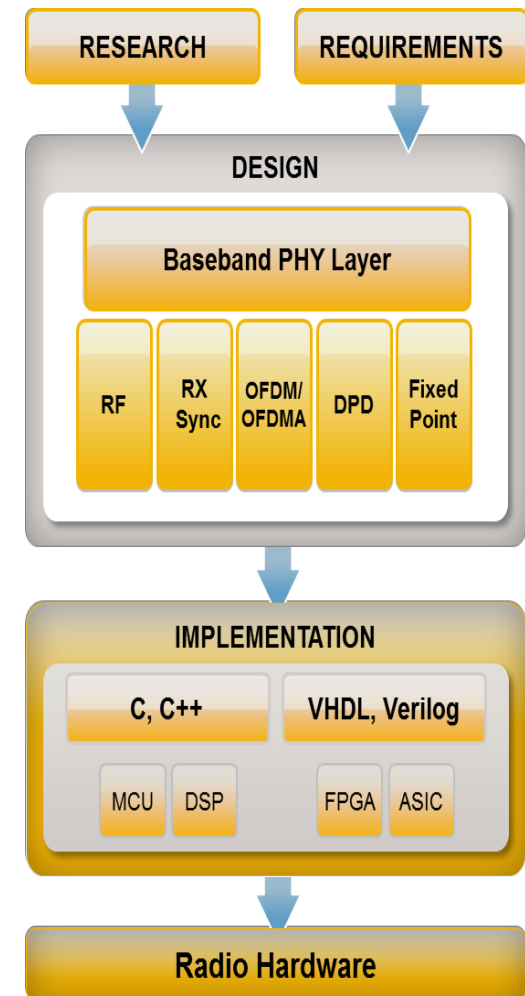 RESEARCH
REQUIREMENTS
DESIGN
Baseband PHY Layer
RF
RX
Sync
OFDM/
OFDMA
DPD
Fixed
Point
IMPLEMENTATION
C, C++
VHDL, Verilog
MCU
DSP
FPGA
ASIC
Radio Hardware